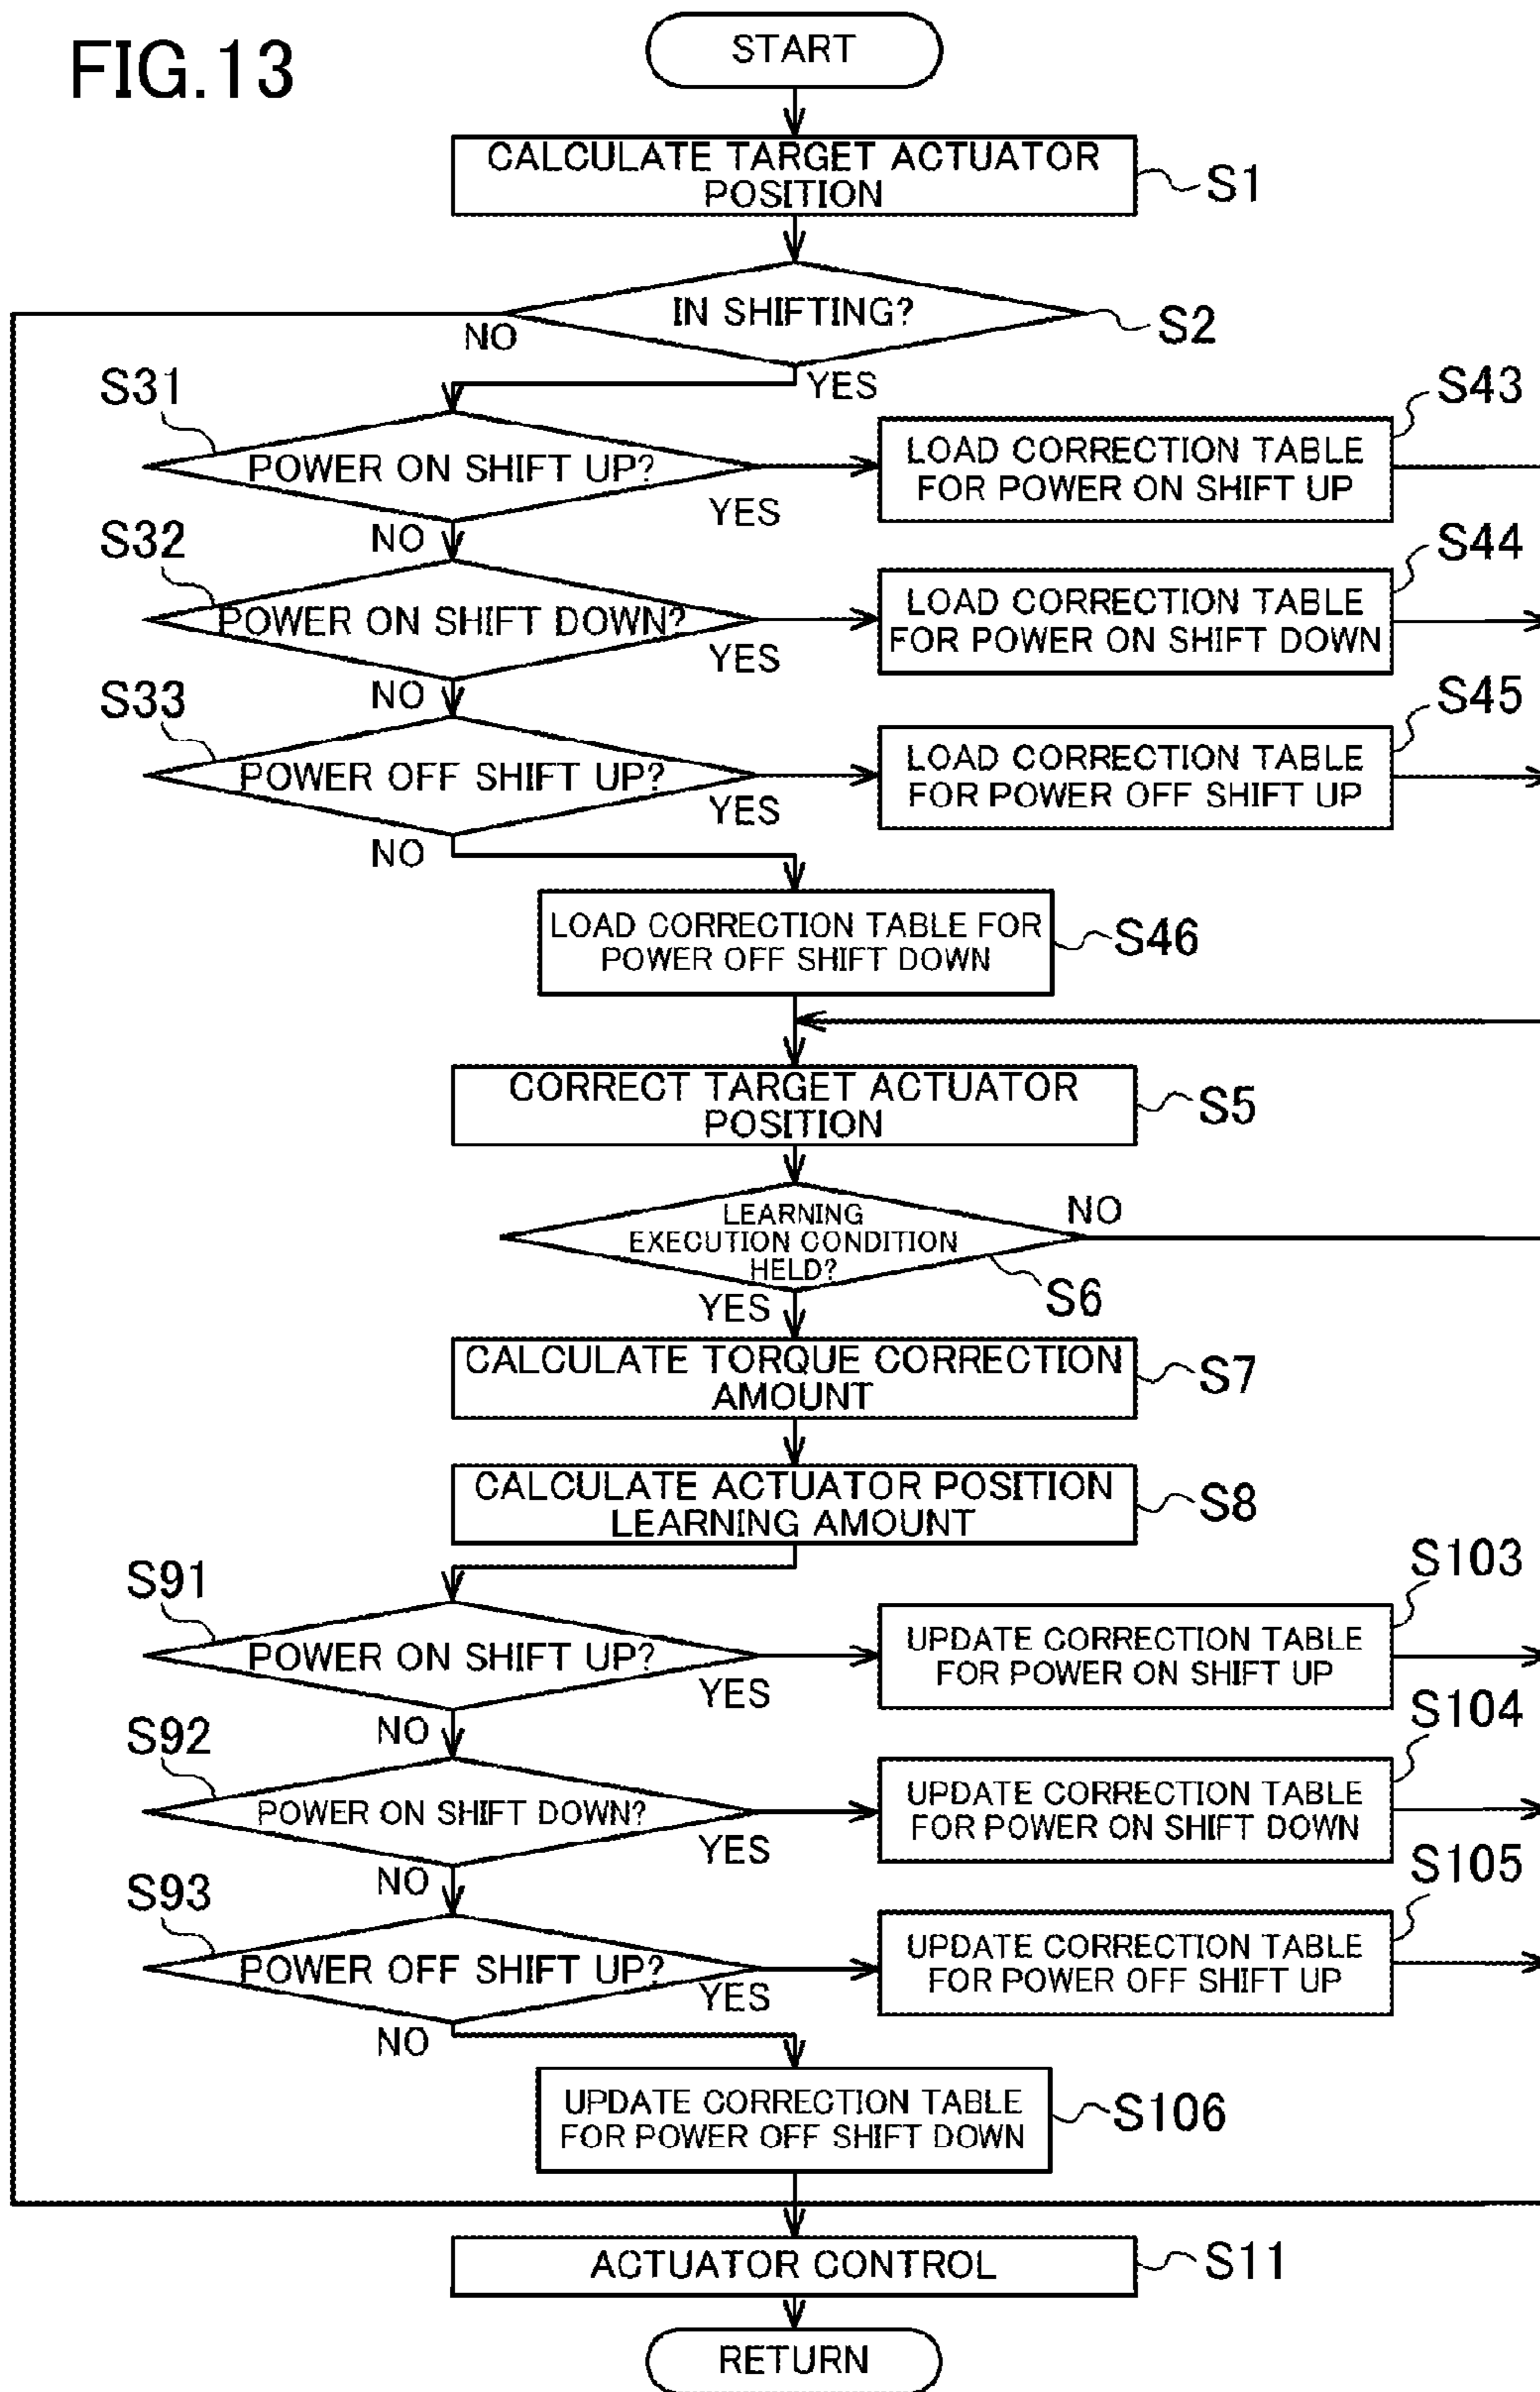 FIG.13
START
CALCULATE TARGET ACTUATOR
POSITION
S1
IN SHIFTING?
S2
NO
YES
S31
POWER ON SHIFT UP?
YES
NO
S43
LOAD CORRECTION TABLE
FOR POWER ON SHIFT UP
S32
POWER ON SHIFT DOWN?
YES
NO
S44
LOAD CORRECTION TABLE
FOR POWER ON SHIFT DOWN
S33
POWER OFF SHIFT UP?
YES
NO
S45
LOAD CORRECTION TABLE
FOR POWER OFF SHIFT UP
LOAD CORRECTION TABLE FOR
POWER OFF SHIFT DOWN
S46
CORRECT TARGET ACTUATOR
POSITION
S5
LEARNING
EXECUTION CONDITION
HELD?
NO
S6
YES
CALCULATE TORQUE CORRECTION
AMOUNT
S7
CALCULATE ACTUATOR POSITION
LEARNING AMOUNT
S8
S91
POWER ON SHIFT UP?
YES
NO
S103
UPDATE CORRECTION TABLE
FOR POWER ON SHIFT UP
S92
POWER ON SHIFT DOWN?
YES
NO
S104
UPDATE CORRECTION TABLE
FOR POWER ON SHIFT DOWN
S93
POWER OFF SHIFT UP?
YES
NO
S105
UPDATE CORRECTION TABLE
FOR POWER OFF SHIFT UP
UPDATE CORRECTION TABLE
FOR POWER OFF SHIFT DOWN
S106
ACTUATOR CONTROL
S11
RETURN